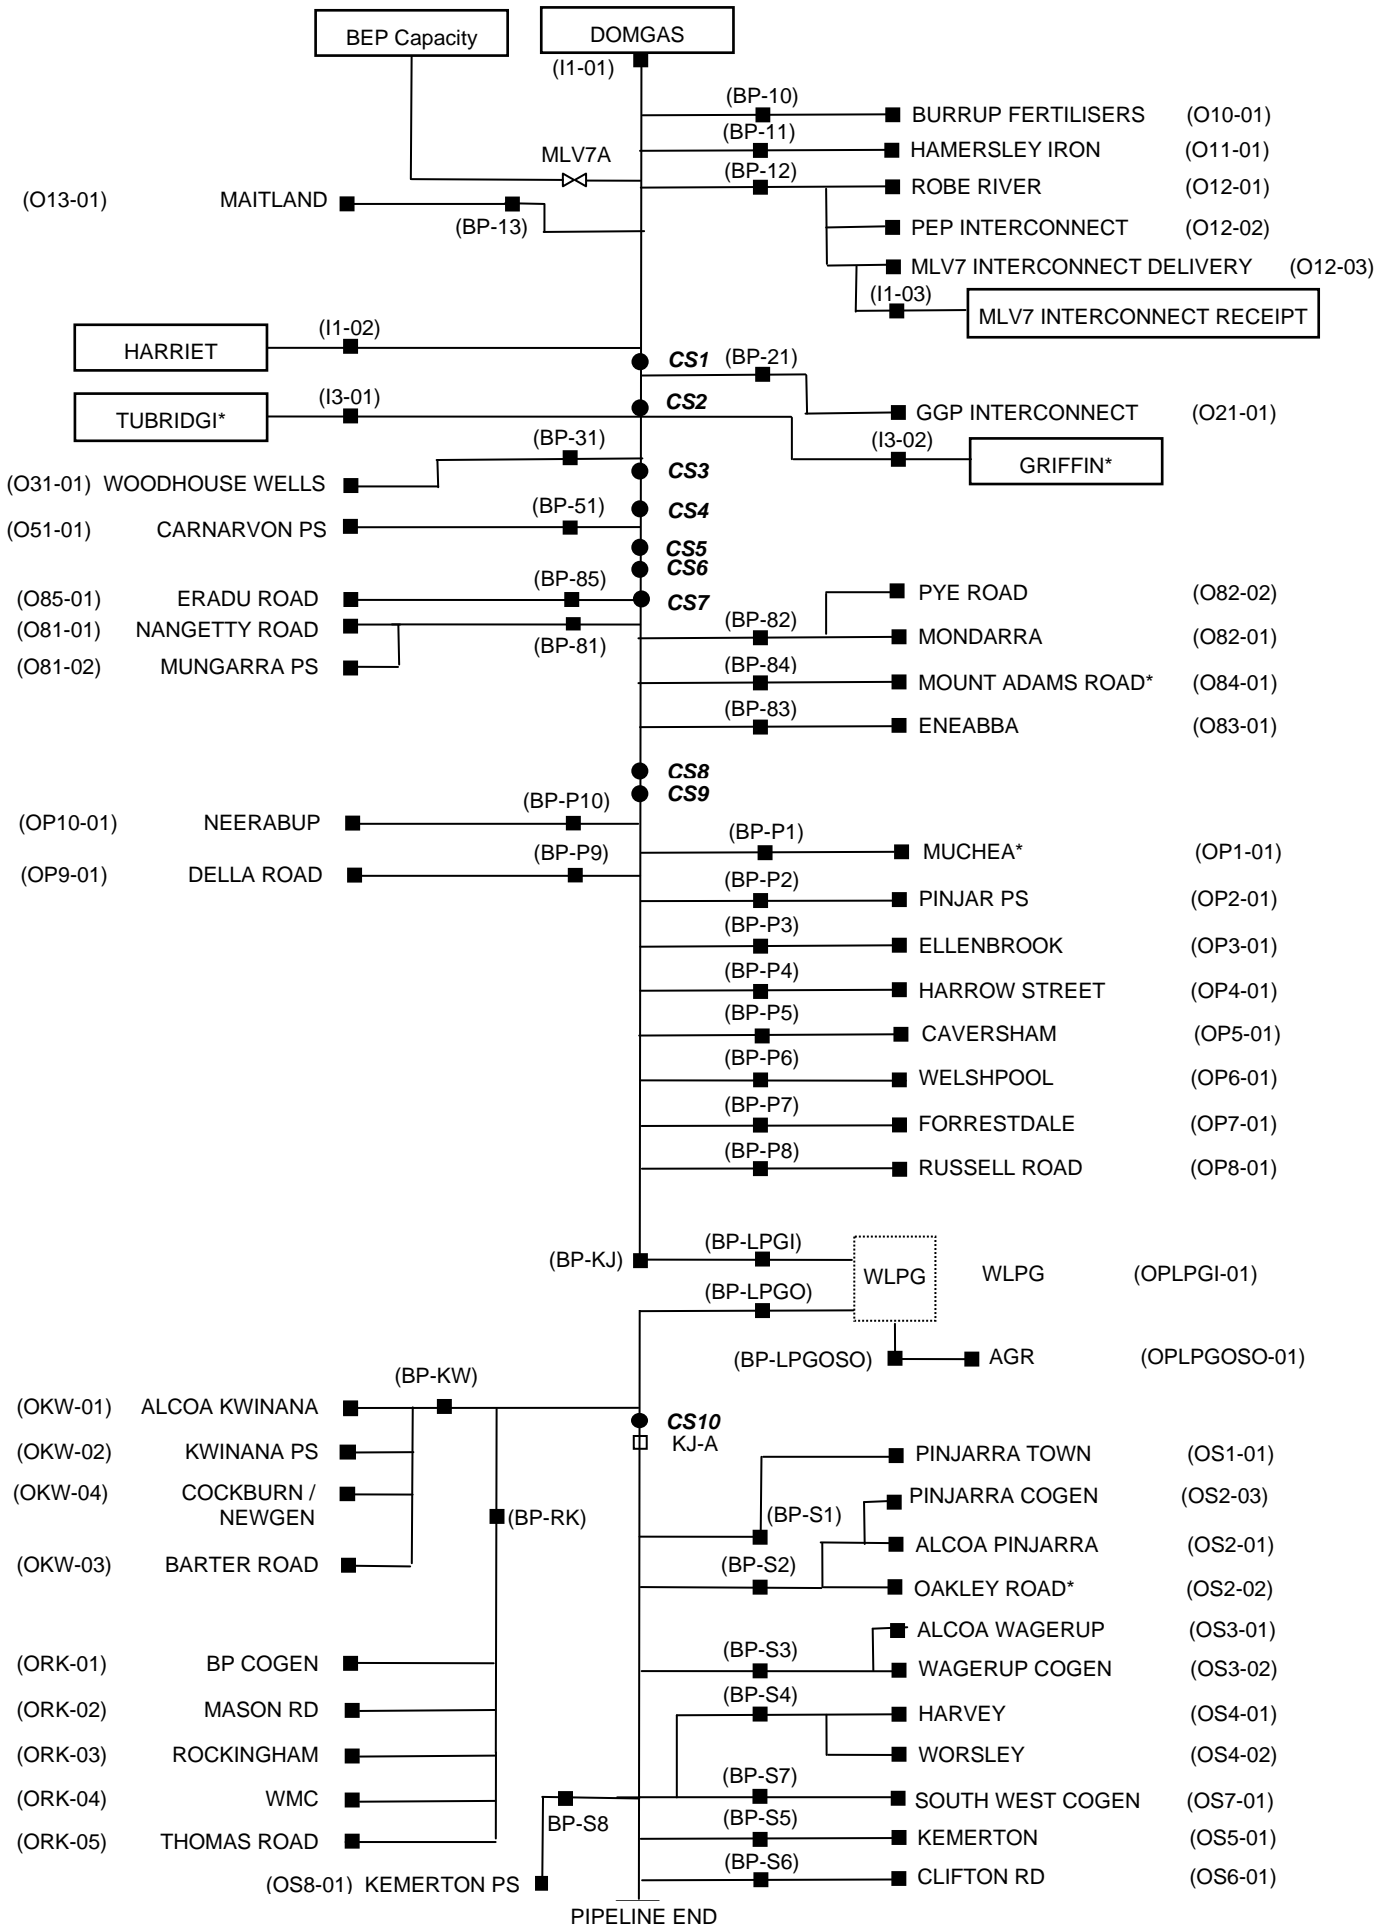 BEP Capacity
DOMGAS
(I1-01)
(BP-10)
BURRUP FERTILISERS (O10-01)
(BP-11)
HAMERSLEY IRON (O11-01)
MLV7A
(BP-12)
ROBE RIVER (O12-01)
(O13-01) MAITLAND
(BP-13)
PEP INTERCONNECT (O12-02)
MLV7 INTERCONNECT DELIVERY (O12-03)
(I1-03)
MLV7 INTERCONNECT RECEIPT
(I1-02)
HARRIET
CS1
(BP-21)
(I3-01)
CS2
TUBRIDGI*
GGP INTERCONNECT (O21-01)
(BP-31)
(I3-02)
GRIFFIN*
CS3
(O31-01) WOODHOUSE WELLS
(BP-51)
CS4
(O51-01) CARNARVON PS
CS5
CS6
(BP-85)
PYE ROAD (O82-02)
(O85-01) ERADU ROAD
CS7
(BP-82)
(O81-01) NANGETTY ROAD
(BP-81)
MONDARRA (O82-01)
(O81-02) MUNGARRA PS
(BP-84)
MOUNT ADAMS ROAD* (O84-01)
(BP-83)
ENEABBA (O83-01)
CS8
CS9
(BP-P10)
(OP10-01) NEERABUP
(BP-P1)
MUCHEA* (OP1-01)
(BP-P9)
(OP9-01) DELLA ROAD
(BP-P2)
PINJAR PS (OP2-01)
(BP-P3)
ELLENBROOK (OP3-01)
(BP-P4)
HARROW STREET (OP4-01)
(BP-P5)
CAVERSHAM (OP5-01)
(BP-P6)
WELSHPOOL (OP6-01)
(BP-P7)
FORRESTDALE (OP7-01)
(BP-P8)
RUSSELL ROAD (OP8-01)
(BP-LPGI)
(BP-KJ)
WLPG
WLPG (OPLPGI-01)
(BP-LPGO)
(BP-LPGOSO)
AGR (OPLPGOSO-01)
(BP-KW)
(OKW-01) ALCOA KWINANA
CS10
KJ-A
(OKW-02) KWINANA PS
PINJARRA TOWN (OS1-01)
(OKW-04) COCKBURN /
NEWGEN
PINJARRA COGEN (OS2-03)
(BP-RK)
(BP-S1)
ALCOA PINJARRA (OS2-01)
(OKW-03) BARTER ROAD
(BP-S2)
OAKLEY ROAD* (OS2-02)
ALCOA WAGERUP (OS3-01)
(BP-S3)
(ORK-01) BP COGEN
WAGERUP COGEN (OS3-02)
(BP-S4)
(ORK-02) MASON RD
HARVEY (OS4-01)
(ORK-03) ROCKINGHAM
WORSLEY (OS4-02)
(BP-S7)
(ORK-04) WMC
SOUTH WEST COGEN (OS7-01)
BP-S8
(BP-S5)
(ORK-05) THOMAS ROAD
KEMERTON (OS5-01)
(BP-S6)
(OS8-01) KEMERTON PS
CLIFTON RD (OS6-01)
PIPELINE END